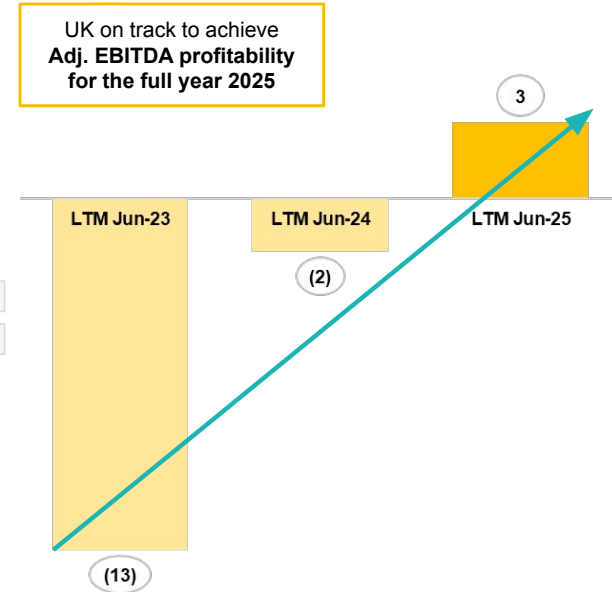 UK on track to achieve
Adj. EBITDA profitability
for the full year 2025
3
LTM Jun-23
LTM Jun-24
LTM Jun-25
(2)
(13)